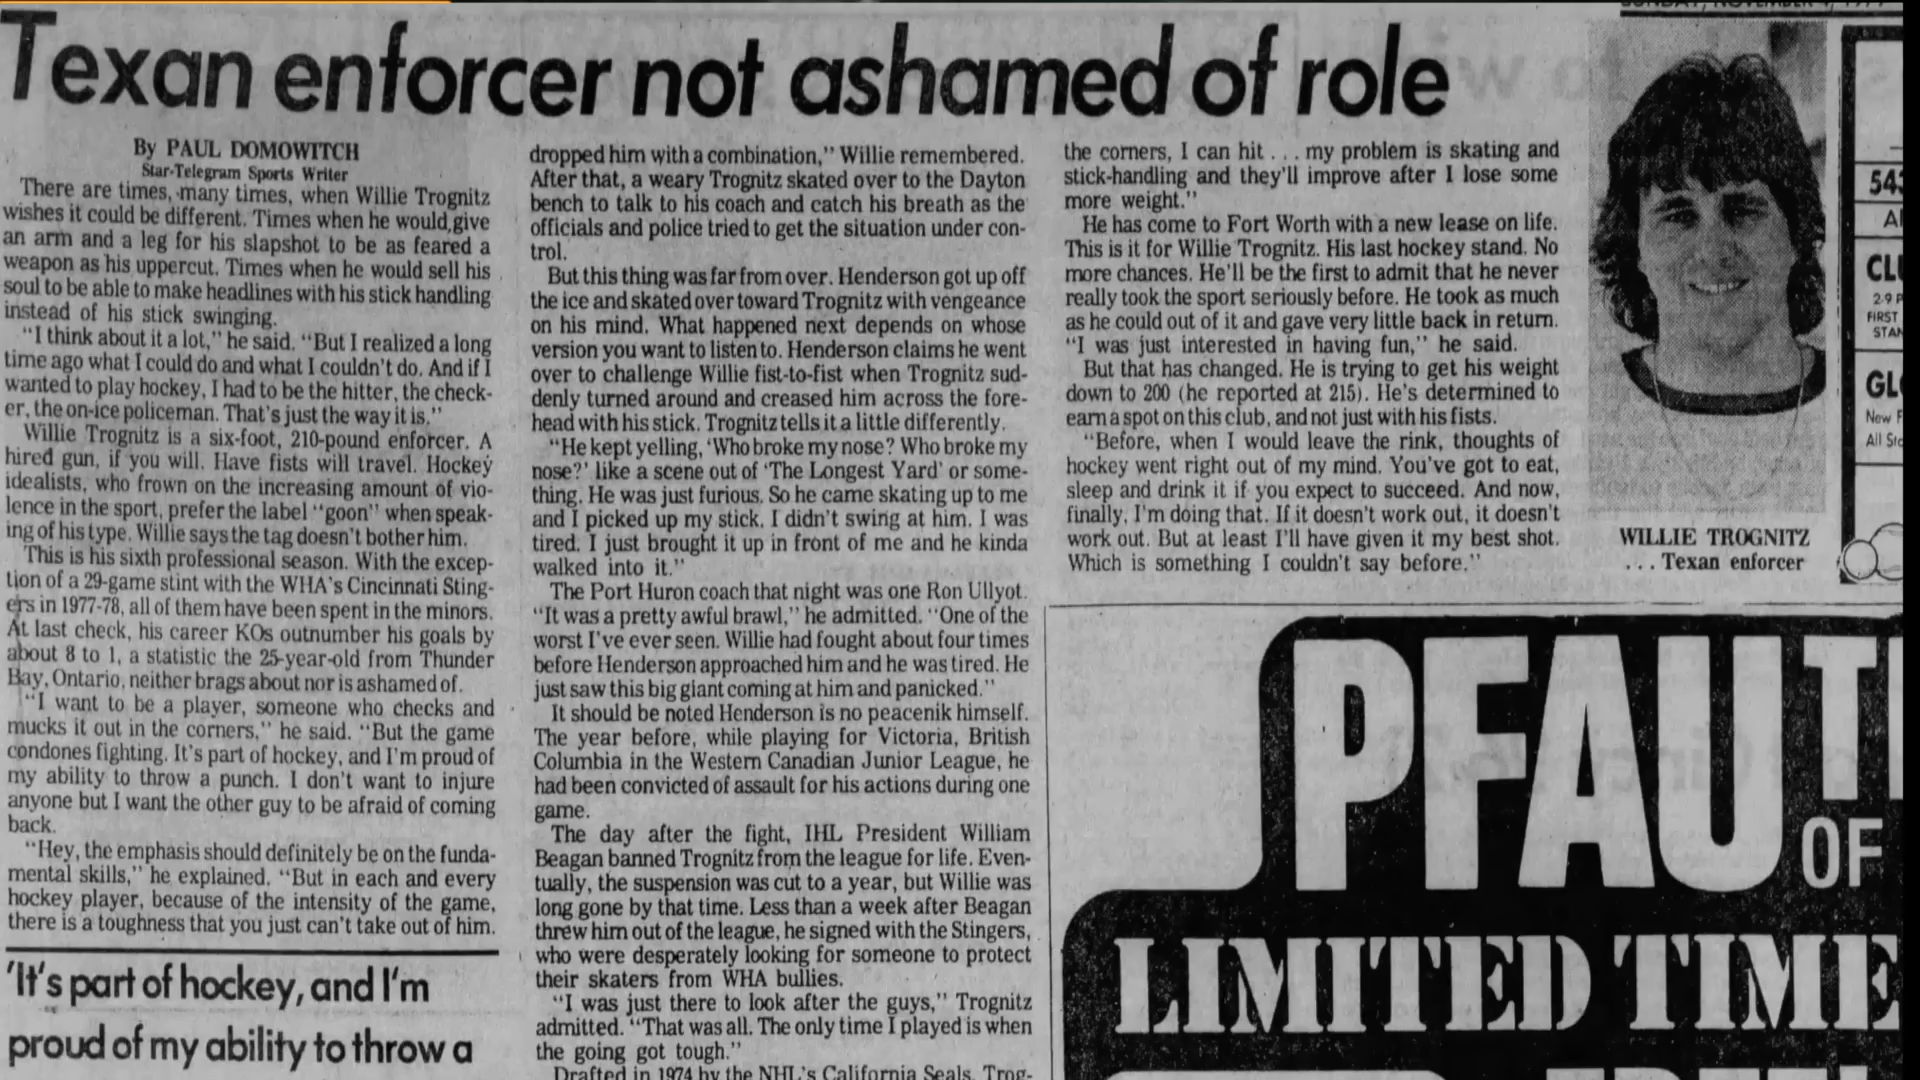 Texan enforcer not ashamed of role
By PAUL DOMOWITCH
Star-Telegram Sports Writer
There are times, many times, when Willie Trognitz
wishes it could be different. Times when he would give
an arm and a leg for his slapshot to be as feared a
weapon as his uppercut. Times when he would sell his
soul to be able to make headlines with his stick handling
instead of his stick swinging.
"I think about it a lot," he said. "But I realized a long
time ago what I could do and what I couldn't do. And if I
wanted to play hockey, I had to be the hitter, the check-
er, the on-ice policeman. That's just the way it is."
Willie Trognitz is a six-foot, 210-pound enforcer. A
hired gun, if you will. Have fists will travel. Hockey
idealists, who frown on the increasing amount of vio-
lence in the sport, prefer the label "goon" when speak-
ing of his type. Willie says the tag doesn't bother him.
This is his sixth professional season. With the excep-
tion of a 29-game stint with the WHA's Cincinnati Sting-
ers in 1977-78, all of them have been spent in the minors.
At last check, his career KOs outnumber his goals by
about 8 to 1, a statistic the 25-year-old from Thunder
Bay, Ontario, neither brags about nor is ashamed of.
"I want to be a player, someone who checks and
mucks it out in the corners," he said. "But the game
condones fighting. It's part of hockey, and I'm proud of
my ability to throw a punch. I don't want to injure
anyone but I want the other guy to be afraid of coming
back.
"Hey, the emphasis should definitely be on the funda-
mental skills," he explained. "But in each and every
hockey player, because of the intensity of the game,
there is a toughness that you just can't take out of him.
'It's part of hockey, and I'm
proud of my ability to throw a
dropped him with a combination," Willie remembered.
After that, a weary Trognitz skated over to the Dayton
bench to talk to his coach and catch his breath as the
officials and police tried to get the situation under con-
trol.
But this thing was far from over. Henderson got up off
the ice and skated over toward Trognitz with vengeance
on his mind. What happened next depends on whose
version you want to listen to. Henderson claims he went
over to challenge Willie fist-to-fist when Trognitz sud-
denly turned around and creased him across the fore-
head with his stick. Trognitz tells it a little differently.
"He kept yelling, 'Who broke my nose? Who broke my
nose?' like a scene out of 'The Longest Yard' or some-
thing. He was just furious. So he came skating up to me
and I picked up my stick. I didn't swing at him. I was
tired. I just brought it up in front of me and he kinda
walked into it."
The Port Huron coach that night was one Ron Ullyot.
"It was a pretty awful brawl," he admitted. "One of the
worst I've ever seen. Willie had fought about four times
before Henderson approached him and he was tired. He
just saw this big giant coming at him and panicked."
It should be noted Henderson is no peacenik himself.
The year before, while playing for Victoria, British
Columbia in the Western Canadian Junior League, he
had been convicted of assault for his actions during one
game.
The day after the fight, IHL President William
Beagan banned Trognitz from the league for life. Even-
tually, the suspension was cut to a year, but Willie was
long gone by that time. Less than a week after Beagan
threw him out of the league, he signed with the Stingers,
who were desperately looking for someone to protect
their skaters from WHA bullies.
"I was just there to look after the guys," Trognitz
admitted. "That was all. The only time I played is when
the going got tough."
Drafted in 1974 by the NHL's California Seals, Trog-
the corners, I can hit . . . my problem is skating and
stick-handling and they'll improve after I lose some
more weight."
He has come to Fort Worth with a new lease on life.
This is it for Willie Trognitz. His last hockey stand. No
more chances. He'll be the first to admit that he never
really took the sport seriously before. He took as much
as he could out of it and gave very little back in return.
"I was just interested in having fun," he said.
But that has changed. He is trying to get his weight
down to 200 (he reported at 215). He's determined to
earn a spot on this club, and not just with his fists.
"Before, when I would leave the rink, thoughts of
hockey went right out of my mind. You've got to eat,
sleep and drink it if you expect to succeed. And now,
finally, I'm doing that. If it doesn't work out, it doesn't
work out. But at least I'll have given it my best shot.
Which is something I couldn't say before."
SUNDAY, NOVEMBER 4,
WILLIE TROGNITZ
. . . Texan enforcer
543
Al
CLU
2-9 P
FIRST
STAN
GLO
New F
All Sta
PFAUT
OF
LIMITED TIME